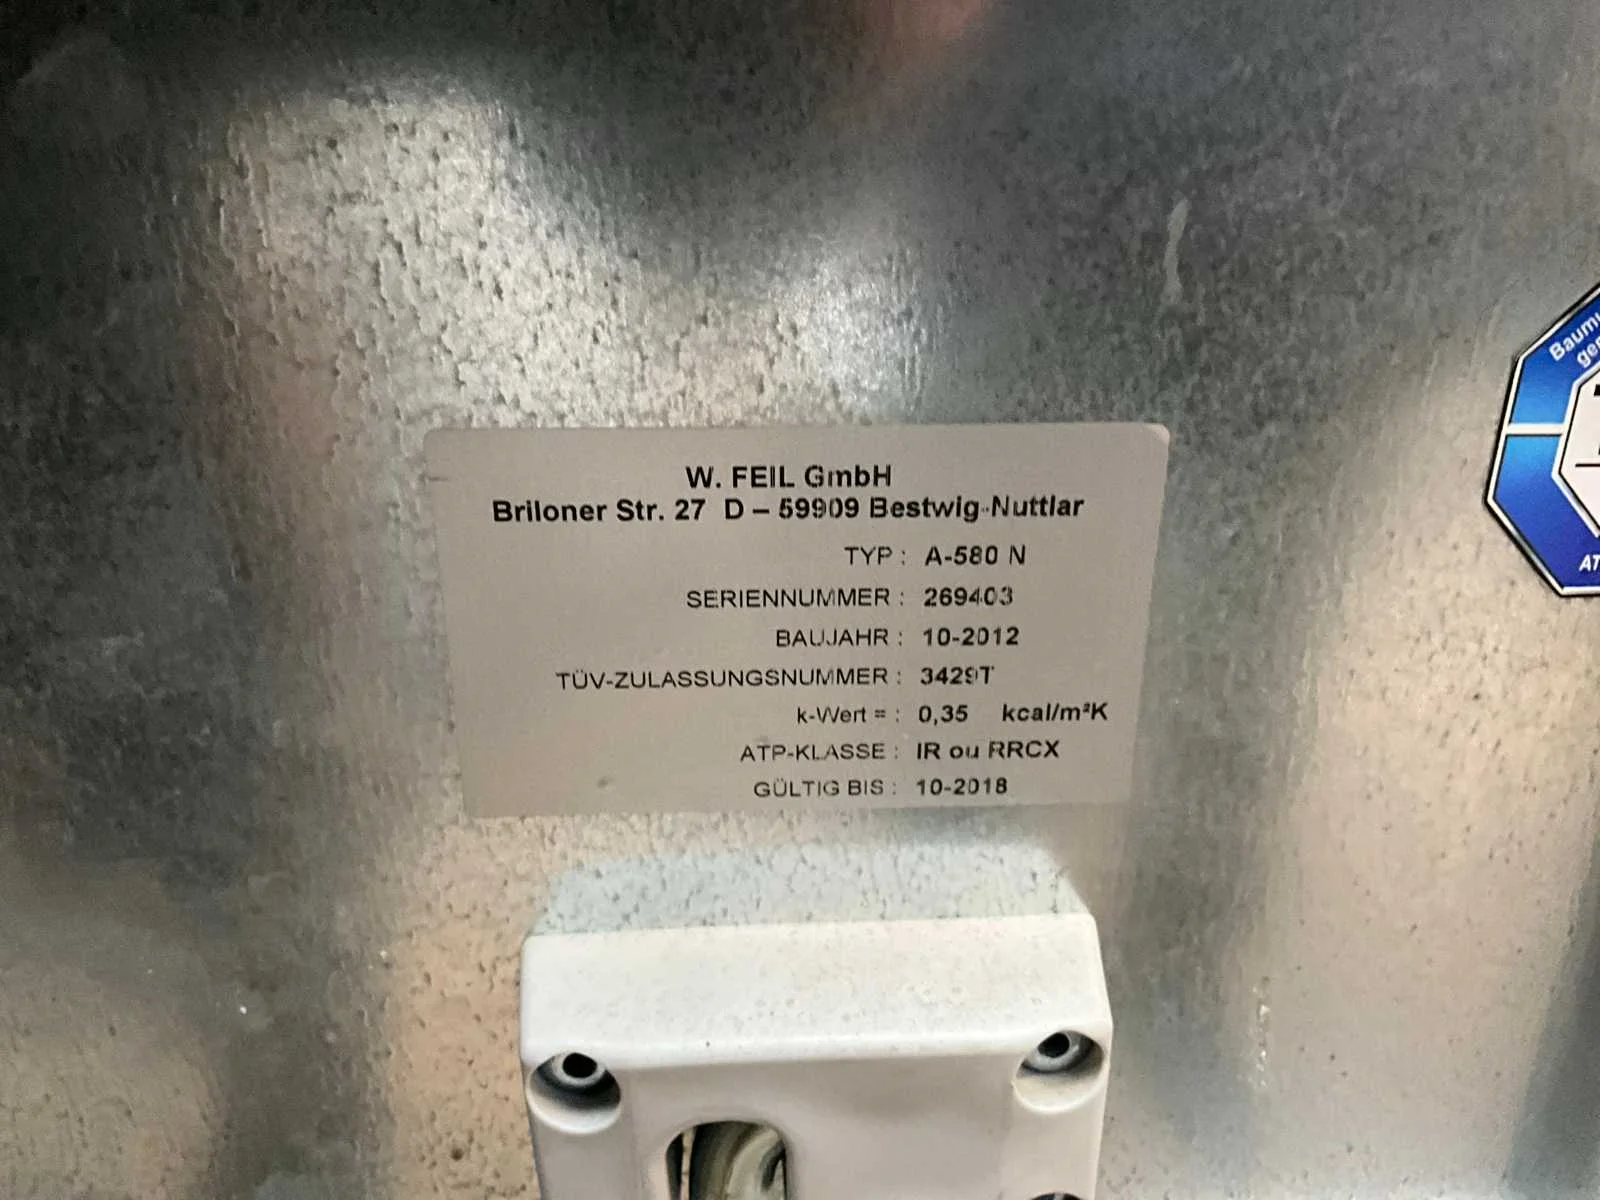 W. FEIL GmbH
Briloner Str. 27 D – 59909 Bestwig-Nuttlar
TYP : A-580 N
SERIENNUMMER : 269403
BAUJAHR : 10-2012
TÜV-ZULASSUNGSNUMMER : 3429T
k-Wert = : 0,35 kcal/m²K
ATP-KLASSE : IR ou RRCX
GÜLTIG BIS : 10-2018